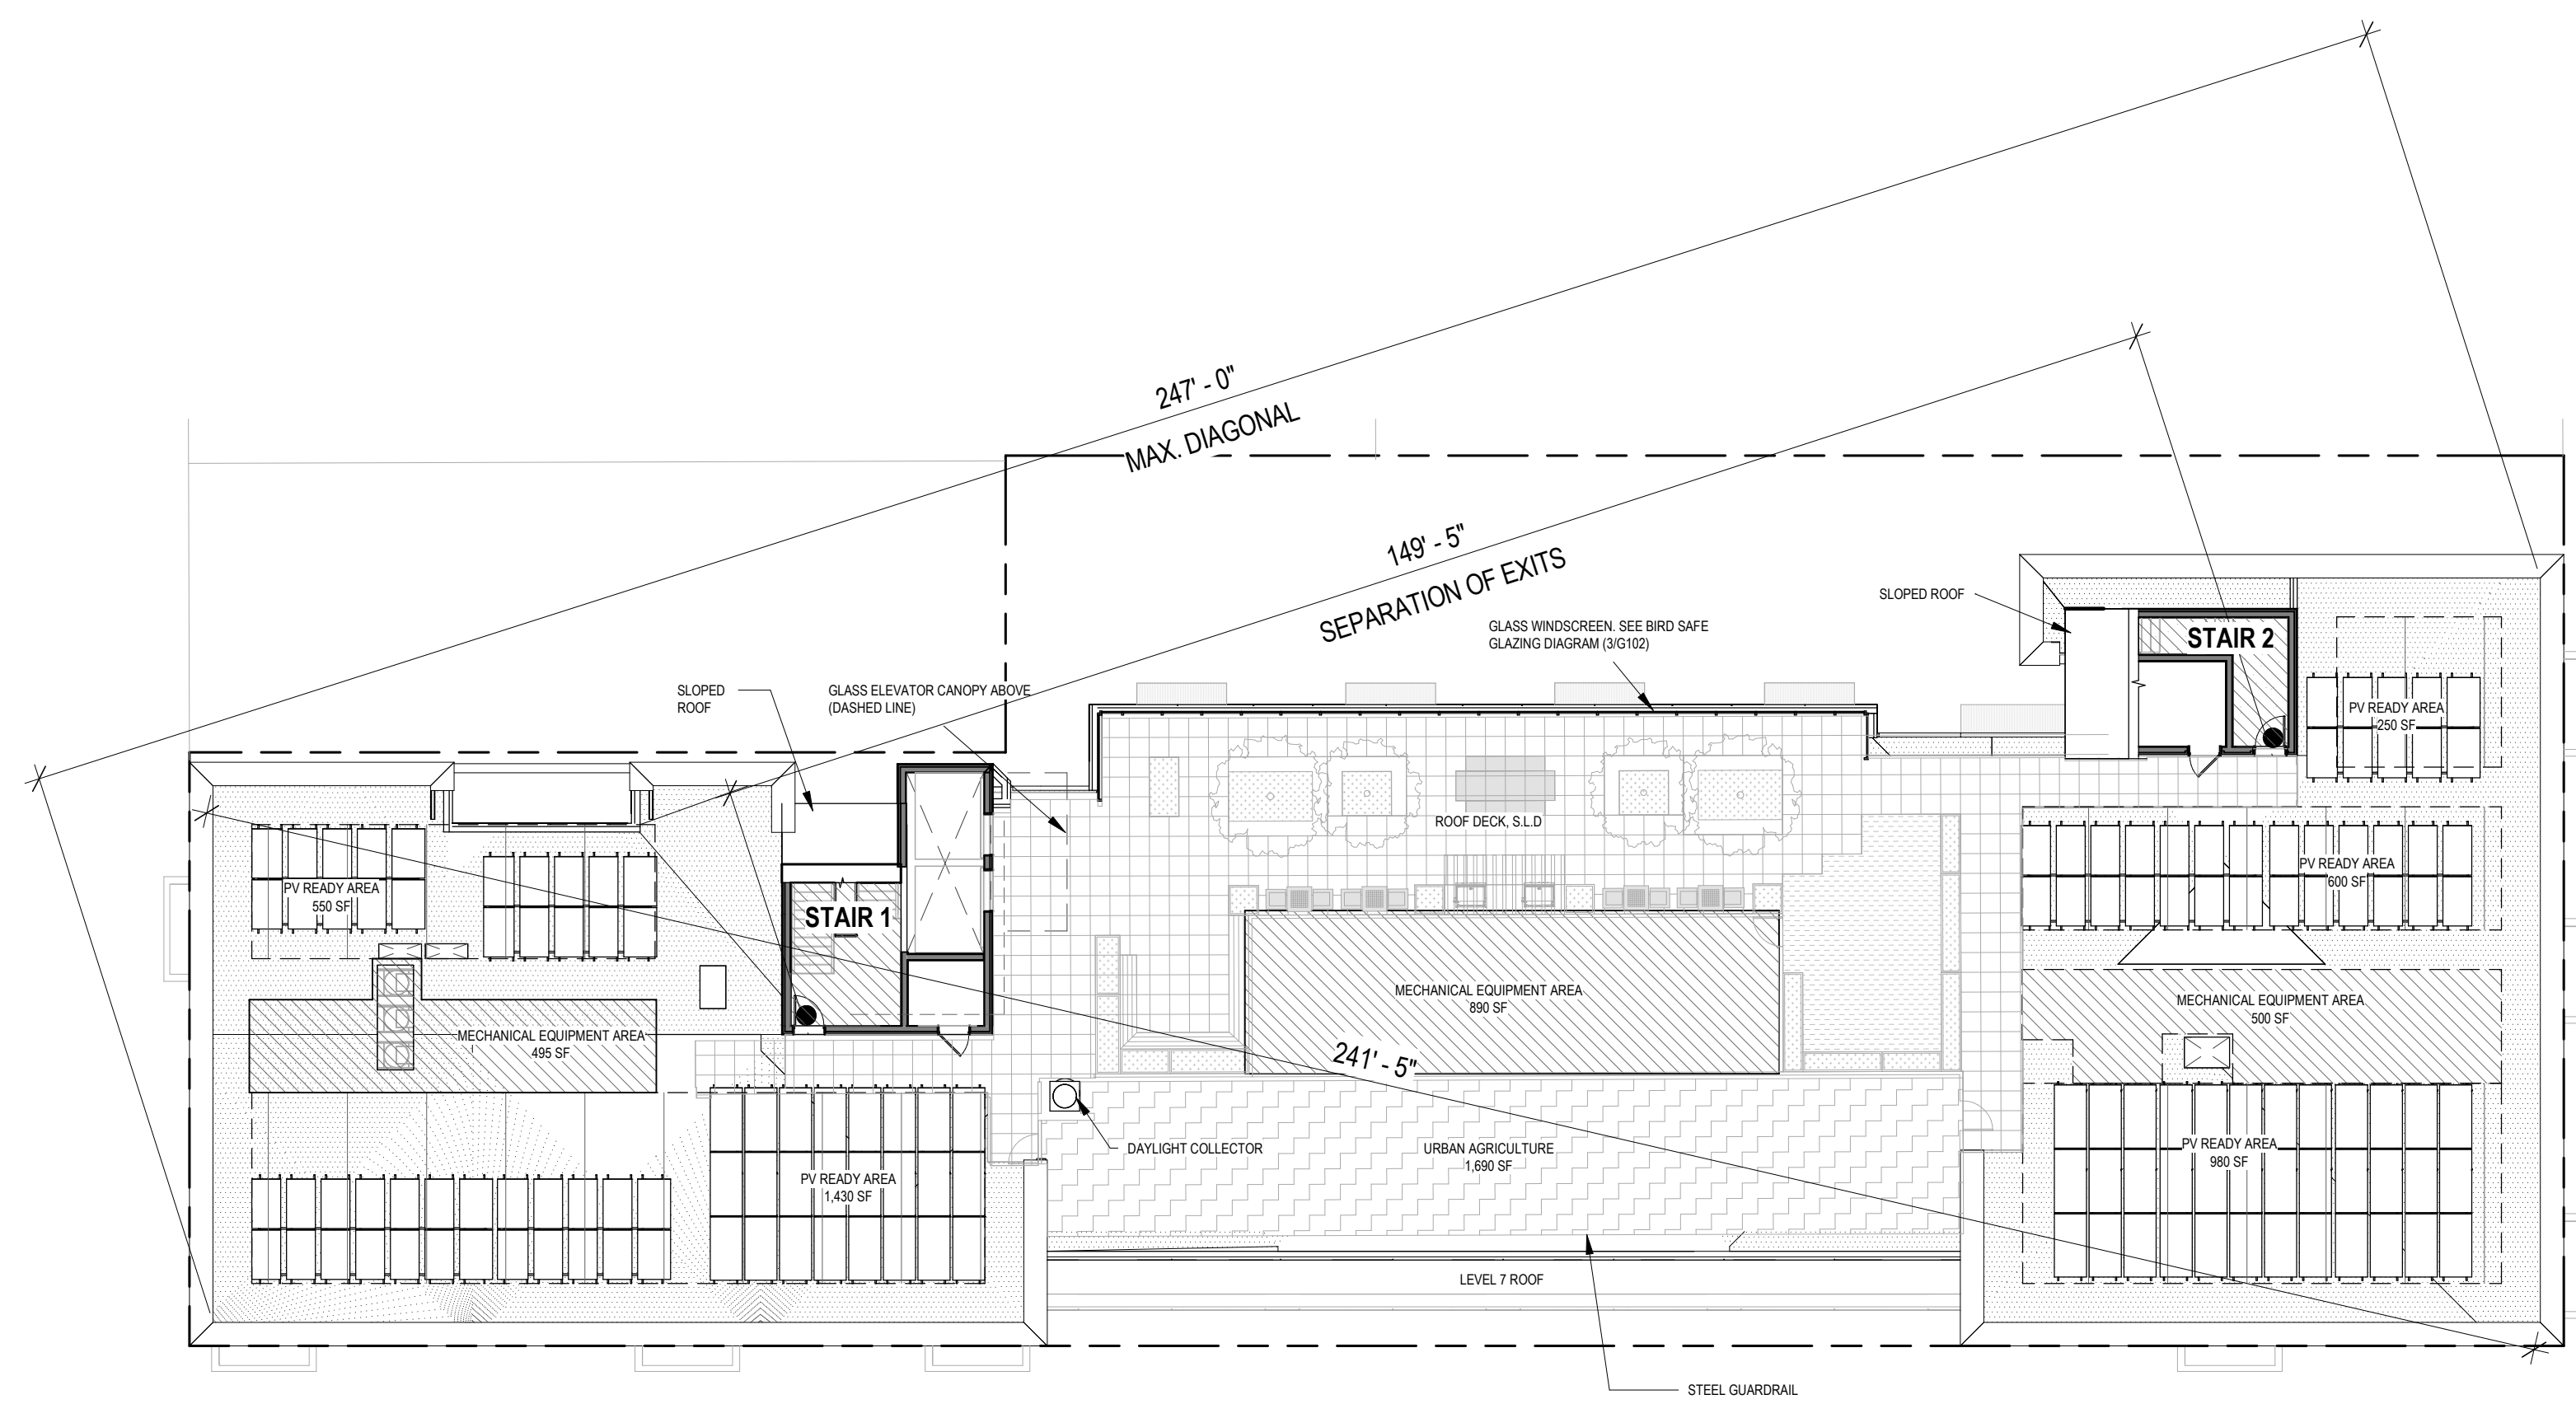 247' - 0"
MAX. DIAGONAL
149' - 5"
SEPARATION OF EXITS
SLOPED ROOF
GLASS WINDSCREEN. SEE BIRD SAFE
GLAZING DIAGRAM (3/G102)
STAIR 2
SLOPED
ROOF
GLASS ELEVATOR CANOPY ABOVE
(DASHED LINE)
PV READY AREA
250 SF
ROOF DECK, S.L.D
PV READY AREA
600 SF
PV READY AREA
550 SF
STAIR 1
MECHANICAL EQUIPMENT AREA
890 SF
MECHANICAL EQUIPMENT AREA
500 SF
MECHANICAL EQUIPMENT AREA
495 SF
241' - 5"
DAYLIGHT COLLECTOR
URBAN AGRICULTURE
1,690 SF
PV READY AREA
980 SF
PV READY AREA
1,430 SF
LEVEL 7 ROOF
STEEL GUARDRAIL